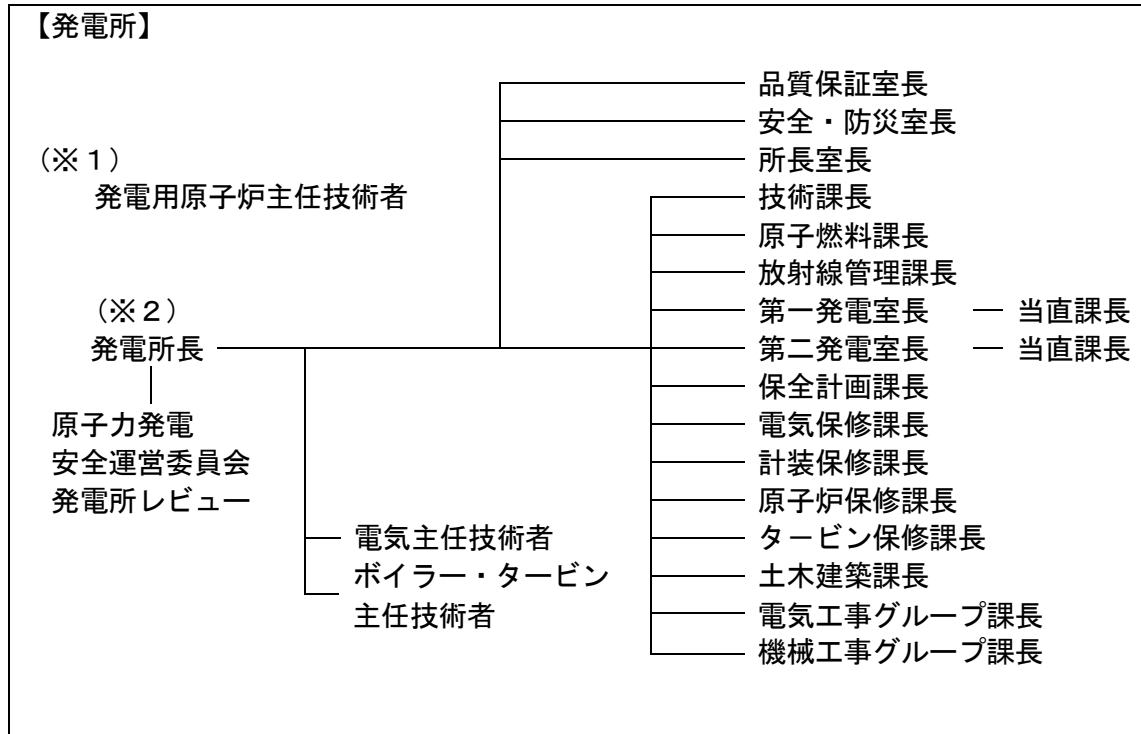 【発電所】
品質保証室長
安全・防災室長
(※1)
所長室長
発電用原子炉主任技術者
技術課長
原子燃料課長
放射線管理課長
(※2)
第一発電室長 当直課長
発電所長
第二発電室長 当直課長
保全計画課長
原子力発電
安全運営委員会
発電所レビュー
電気保修課長
計装保修課長
原子炉保修課長
電気主任技術者
タービン保修課長
ボイラー・タービン
主任技術者
土木建築課長
電気工事グループ課長
機械工事グループ課長